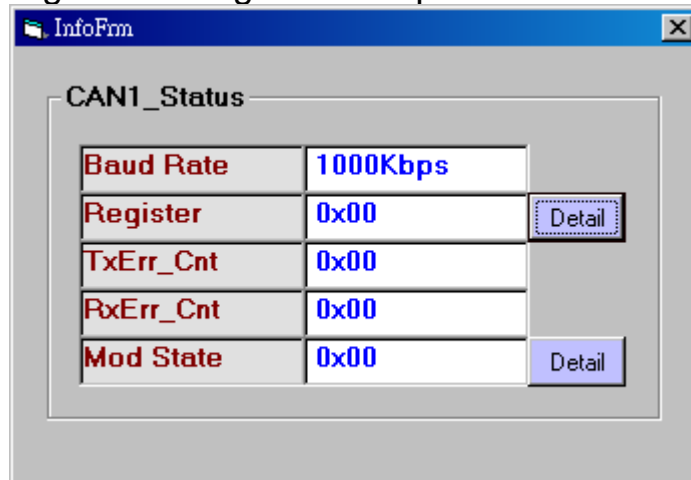 InfoFrm
CAN1_Status
Baud Rate 1000Kbps
Register 0x00 Detail
TxErr_Cnt 0x00
RxErr_Cnt 0x00
Mod State 0x00 Detail